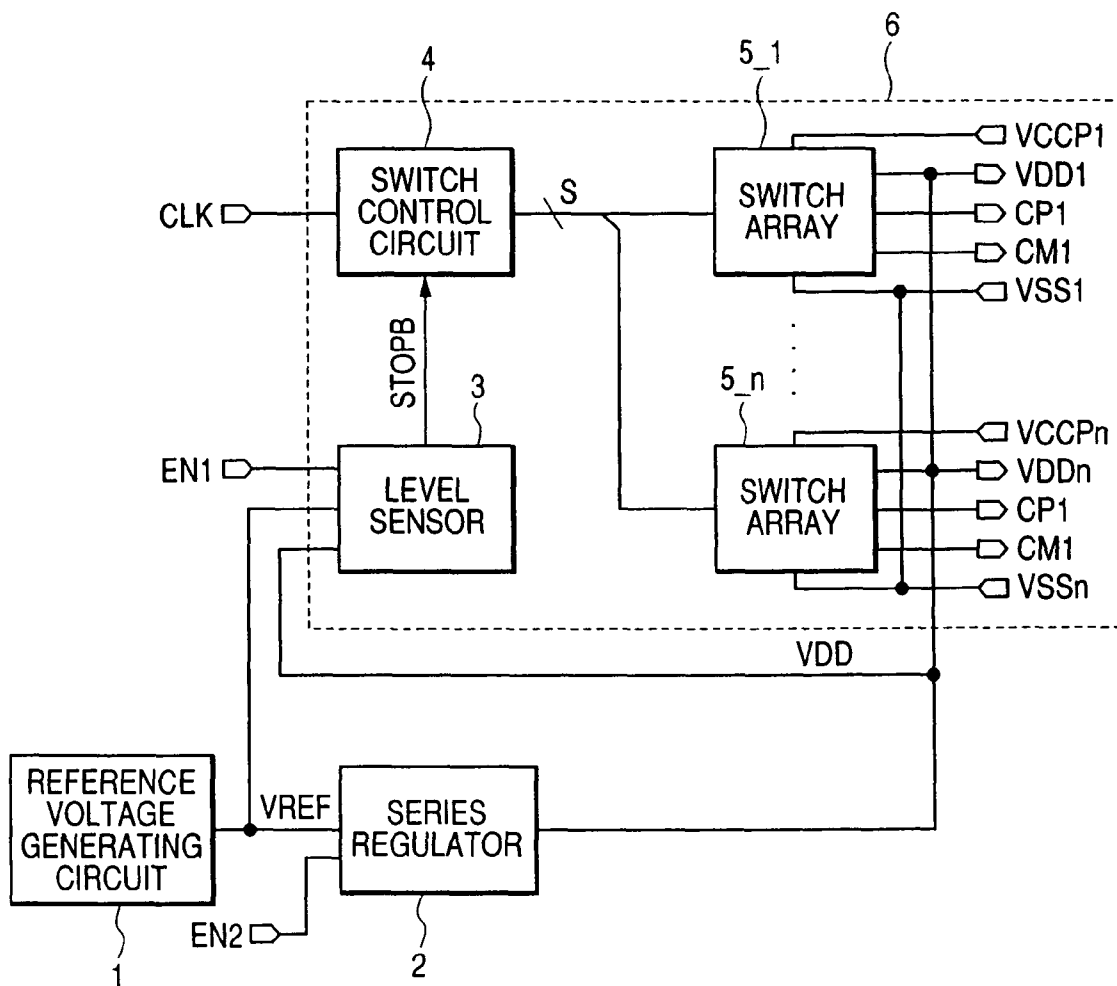 6
4
5_1
SWITCH
CONTROL
CIRCUIT
CLK
S
SWITCH
ARRAY
VCCP1
VDD1
CP1
CM1
VSS1
STOPB
3
5_n
EN1
LEVEL
SENSOR
SWITCH
ARRAY
VCCPn
VDDn
CP1
CM1
VSSn
VDD
REFERENCE
VOLTAGE
GENERATING
CIRCUIT
VREF
SERIES
REGULATOR
EN2
1
2